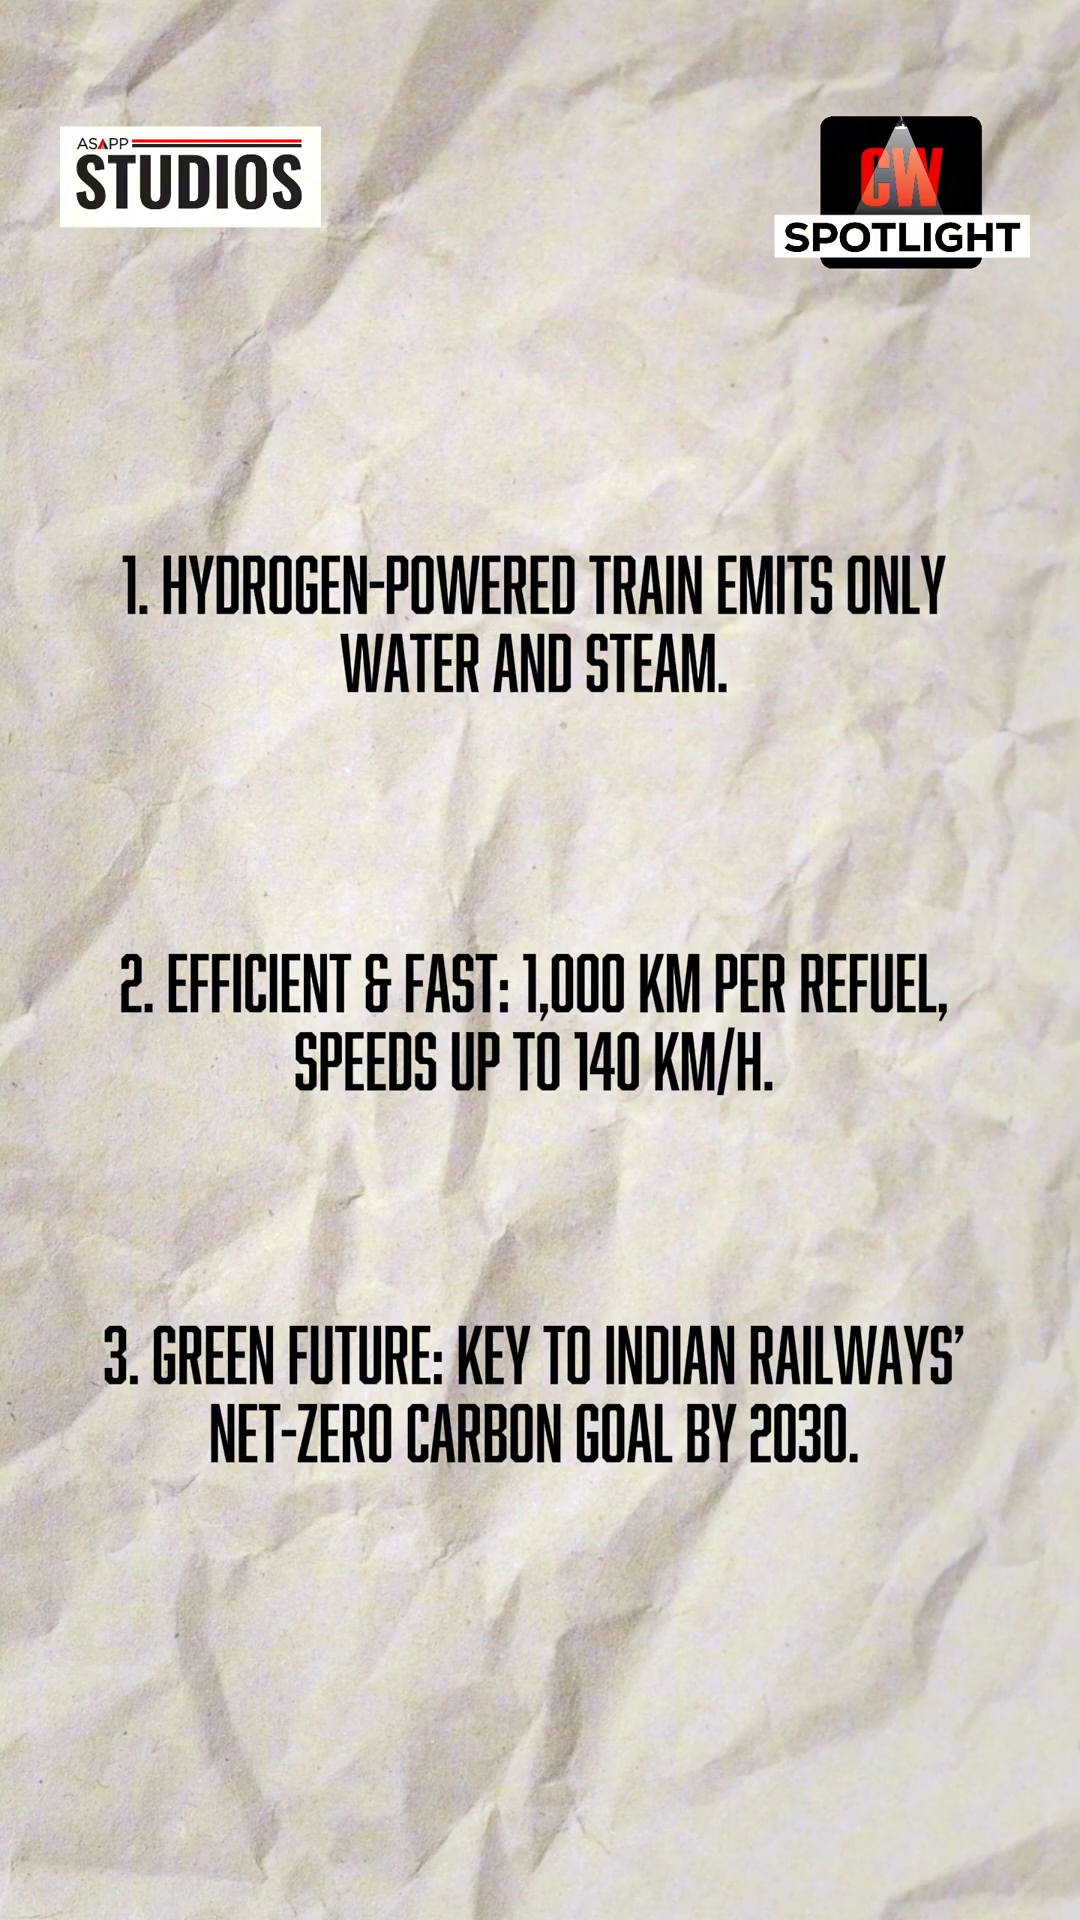 ASAPP
STUDIOS
CW
SPOTLIGHT
1. HYDROGEN-POWERED TRAIN EMITS ONLY
WATER AND STEAM.
2. EFFICIENT & FAST: 1,000 KM PER REFUEL,
SPEEDS UP TO 140 KM/H.
3. GREEN FUTURE: KEY TO INDIAN RAILWAYS’
NET-ZERO CARBON GOAL BY 2030.